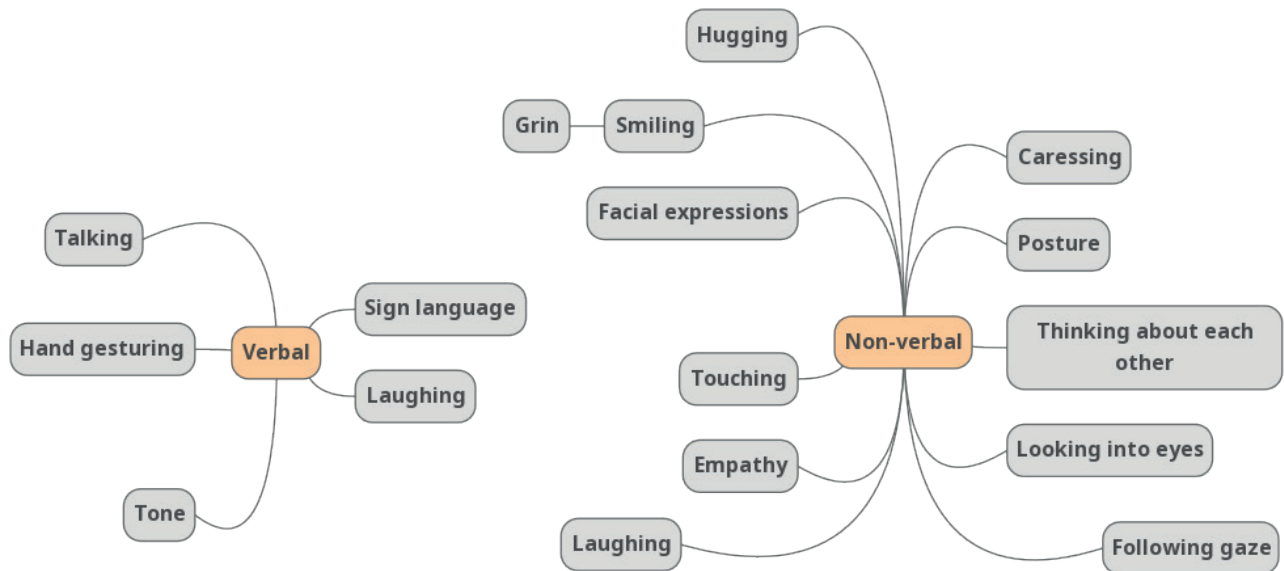 Talking
Hand gesturing
Verbal
Sign language
Laughing
Tone
Hugging
Grin
Smiling
Facial expressions
Caressing
Posture
Non-verbal
Thinking about each
other
Touching
Empathy
Laughing
Looking into eyes
Following gaze